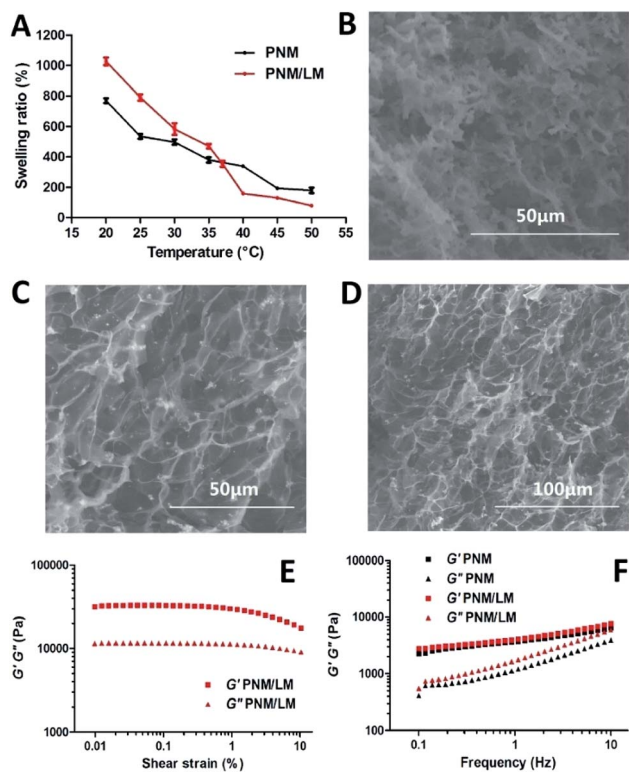 A
1200
1000
800
600
400
200
0
Swelling ratio (%)
PNM
PNM/LM
15 20 25 30 35 40 45 50 55
Temperature (°C)
B
50μm
C
50μm
D
100μm
E
100000
10000
1000
G' G" (Pa)
G' PNM/LM
G" PNM/LM
0.01 0.1 1 10
Shear strain (%)
F
G' PNM
G" PNM
G' PNM/LM
G" PNM/LM
100000
10000
1000
100
G' G" (Pa)
0.1 1 10
Frequency (Hz)